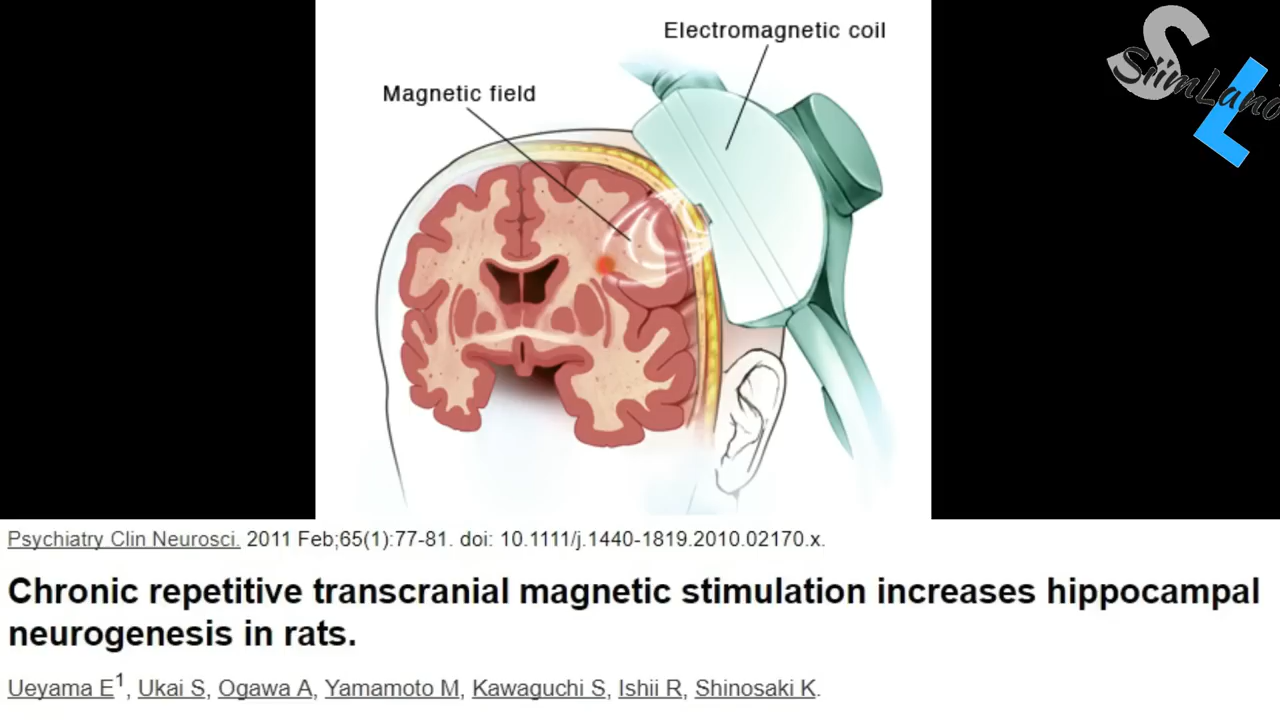 Electromagnetic coil
SL
SiimLand
Magnetic field
Psychiatry Clin Neurosci. 2011 Feb;65(1):77-81. doi: 10.1111/j.1440-1819.2010.02170.x.
Chronic repetitive transcranial magnetic stimulation increases hippocampal
neurogenesis in rats.
Ueyama E1, Ukai S, Ogawa A, Yamamoto M, Kawaguchi S, Ishii R, Shinosaki K.